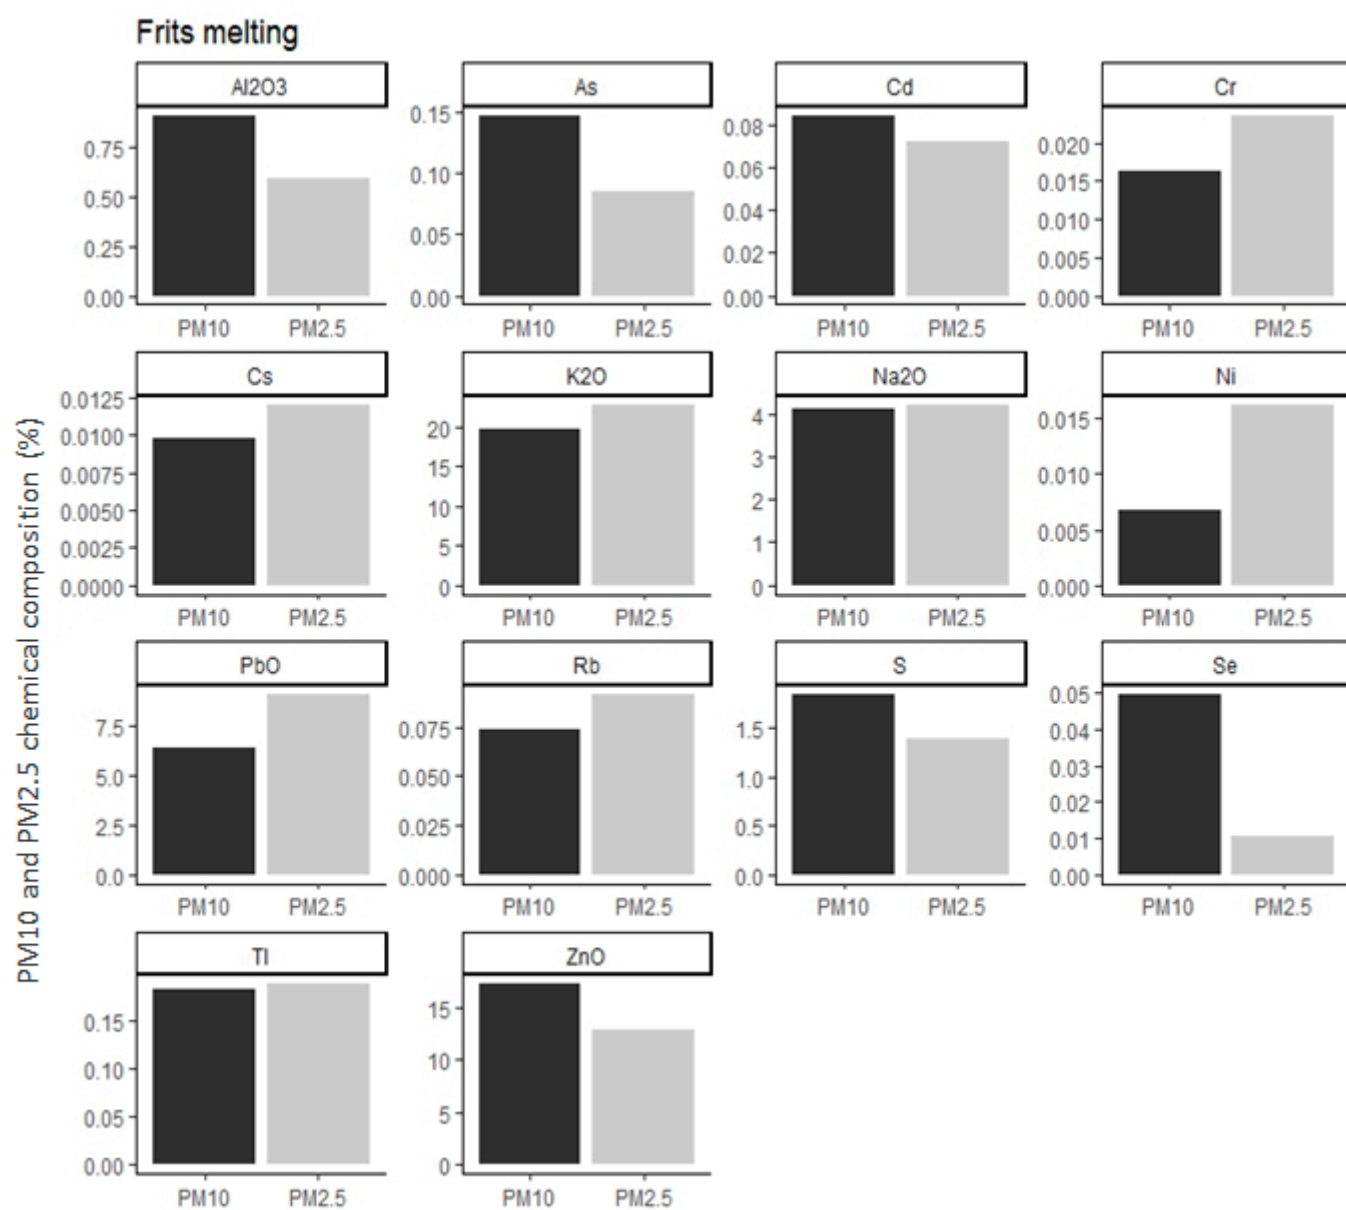 Frits melting
PM10 and PM2.5 chemical composition (%)
Al2O3
0.75
0.50
0.25
0.00
PM10 PM2.5
As
0.15
0.10
0.05
0.00
PM10 PM2.5
Cd
0.08
0.06
0.04
0.02
0.00
PM10 PM2.5
Cr
0.020
0.015
0.010
0.005
0.000
PM10 PM2.5
Cs
0.0125
0.0100
0.0075
0.0050
0.0025
0.0000
PM10 PM2.5
K2O
20
15
10
5
0
PM10 PM2.5
Na2O
4
3
2
1
0
PM10 PM2.5
Ni
0.015
0.010
0.005
0.000
PM10 PM2.5
PbO
7.5
5.0
2.5
0.0
PM10 PM2.5
Rb
0.075
0.050
0.025
0.000
PM10 PM2.5
S
1.5
1.0
0.5
0.0
PM10 PM2.5
Se
0.05
0.04
0.03
0.02
0.01
0.00
PM10 PM2.5
Tl
0.15
0.10
0.05
0.00
PM10 PM2.5
ZnO
15
10
5
0
PM10 PM2.5